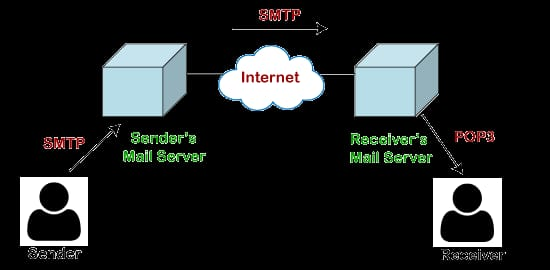 SMTP
Internet
SMTP
Sender's
Mail Server
Receiver's
Mail Server
POP3
Sender
Receiver